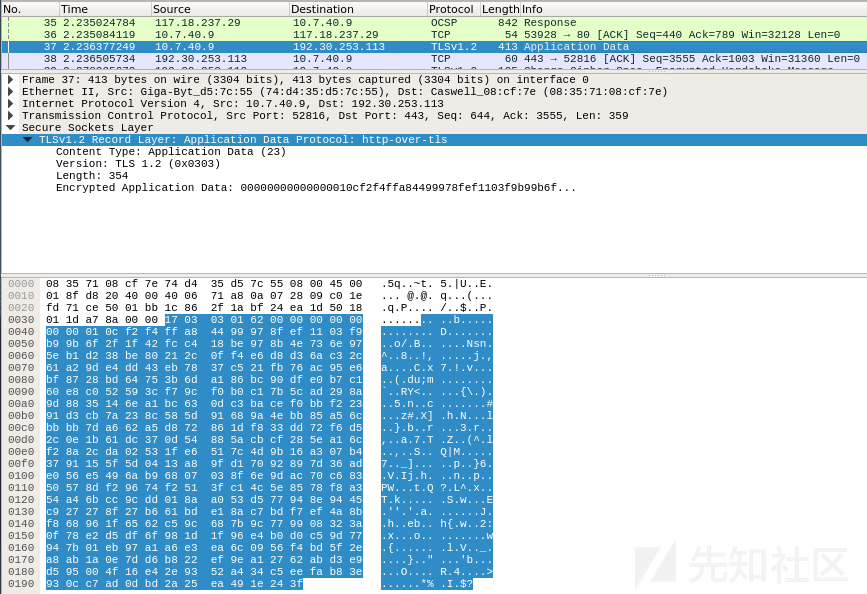 No. Time Source Destination Protocol Length Info
35 2.235024784 117.18.237.29 10.7.40.9 OCSP 842 Response
36 2.235084119 10.7.40.9 117.18.237.29 TCP 54 53928 → 80 [ACK] Seq=440 Ack=789 Win=32128 Len=0
37 2.236377249 10.7.40.9 192.30.253.113 TLSv1.2 413 Application Data
38 2.236505734 192.30.253.113 10.7.40.9 TCP 60 443 → 52816 [ACK] Seq=3555 Ack=1003 Win=31360 Len=0
Frame 37: 413 bytes on wire (3304 bits), 413 bytes captured (3304 bits) on interface 0
Ethernet II, Src: Giga-Byt_d5:7c:55 (74:d4:35:d5:7c:55), Dst: Caswell_08:cf:7e (08:35:71:08:cf:7e)
Internet Protocol Version 4, Src: 10.7.40.9, Dst: 192.30.253.113
Transmission Control Protocol, Src Port: 52816, Dst Port: 443, Seq: 644, Ack: 3555, Len: 359
Secure Sockets Layer
TLSv1.2 Record Layer: Application Data Protocol: http-over-tls
Content Type: Application Data (23)
Version: TLS 1.2 (0x0303)
Length: 354
Encrypted Application Data: 00000000000000010cf2f4ffa84499978fef1103f9b99b6f...
0000 08 35 71 08 cf 7e 74 d4 35 d5 7c 55 08 00 45 00 .5q..~t. 5.|U..E.
0010 01 8f d8 20 40 00 40 06 71 a8 0a 07 28 09 c0 1e ... @.@. q...(...
0020 fd 71 ce 50 01 bb 1c 86 2f 1a bf 24 ea 1d 50 18 .q.P.... /..$..P.
0030 01 1d a7 8a 00 00 17 03 03 01 62 00 00 00 00 00 ........ ..b.....
0040 00 00 01 0c f2 f4 ff a8 44 99 97 8f ef 11 03 f9 ........ D.......
0050 b9 9b 6f 2f 1f 42 fc c4 18 be 97 8b 4e 73 6e 97 ..o/.B.. ....Nsn.
0060 5e b1 d2 38 be 80 21 2c 0f f4 e6 d8 d3 6a c3 2c ^..8..!, .....j.,
0070 61 a2 9d e4 dd 43 eb 78 37 c5 21 fb 76 ac 95 e6 a....C.x 7.!.v...
0080 bf 87 28 bd 64 75 3b 6d a1 86 bc 90 df e0 b7 c1 ..(.du;m ........
0090 60 e8 c0 52 59 3c f7 9c f0 b0 c1 7b 5c ad 29 8a `..RY<.. ...{\.).
00a0 9d 88 35 14 6e a1 bc 63 0d c3 ba ce f0 bb f2 23 ..5.n..c .......#
00b0 91 d3 cb 7a 23 8c 58 5d 91 68 9a 4e bb 85 a5 6c ...z#.X] .h.N...l
00c0 bb bb 7d a6 62 a5 d8 72 86 1d f8 33 dd 72 f6 d5 ..}.b..r ...3.r..
00d0 2c 0e 1b 61 dc 37 0d 54 88 5a cb cf 28 5e a1 6c ,..a.7.T .Z..(^.l
00e0 f2 8a 2c da 02 53 1f e6 51 7c 4d 9b 16 a3 07 b4 ..,..S.. Q|M.....
00f0 37 91 15 5f 5d 04 13 a8 9f d1 70 92 89 7d 36 ad 7.._]... ..p..}6.
0100 e0 56 e5 49 6a b9 68 07 03 8f 6e 9d ac 70 c6 83 .V.Ij.h. ..n..p..
0110 50 57 8d f2 96 74 f2 51 3f c1 4c 5e 85 78 f8 a3 PW...t.Q ?.L^.x..
0120 54 a4 6b cc 9c dd 01 8a a0 53 d5 77 94 8e 94 45 T.k..... .S.w...E
0130 c9 27 27 8f 27 b6 61 bd e1 8a c7 bd f7 ef 4a 8b .''.'.a. ......J.
0140 f8 68 96 1f 65 62 c5 9c 68 7b 9c 77 99 08 32 3a .h..eb.. h{.w..2:
0150 0f 78 e2 d5 df 6f 98 1d 1f 96 e4 b0 d0 c5 9d 77 .x...o.. .......w
0160 94 7b 01 eb 97 a1 a6 e3 ea 6c 09 56 f4 bd 5f 2e .{...... .l.V.._.
0170 a8 ab 1a 0e 7d d6 b8 22 ef 9e a1 27 62 ab d3 e9 ....}.." ...'b...
0180 d5 95 00 4f 16 e4 2e 93 52 a4 34 c5 ee fa b8 3e ...O.... R.4....>
0190 93 0c c7 ad 0d bd 2a 25 ea 49 1e 24 3f ......*% .I.$?
先知社区